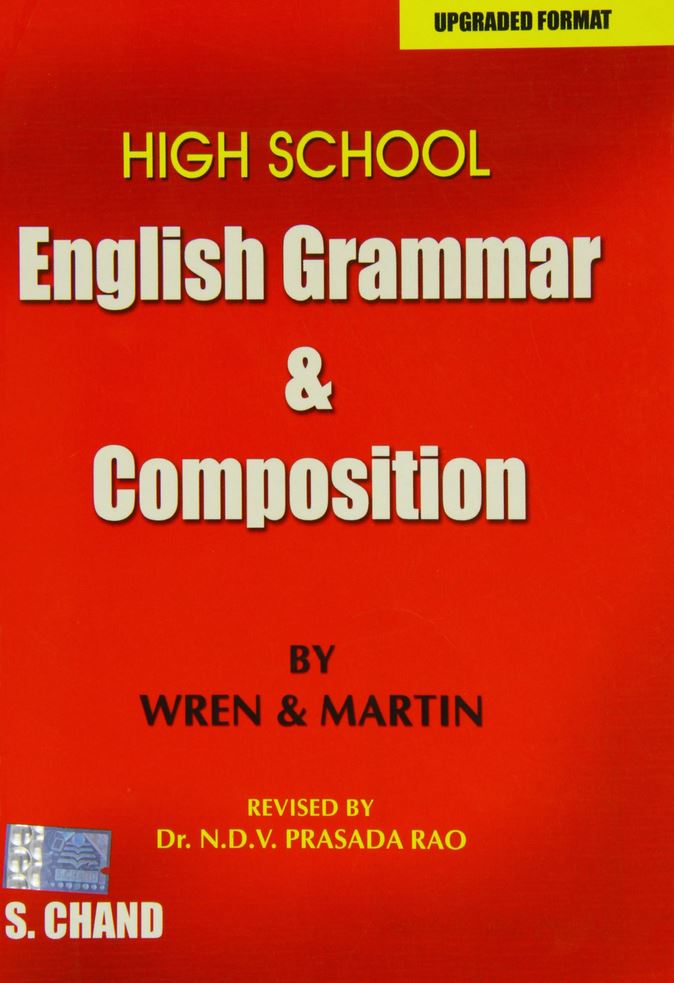 UPGRADED FORMAT
HIGH SCHOOL
English Grammar
&
Composition
BY
WREN & MARTIN
REVISED BY
Dr. N.D.V. PRASADA RAO
S. CHAND